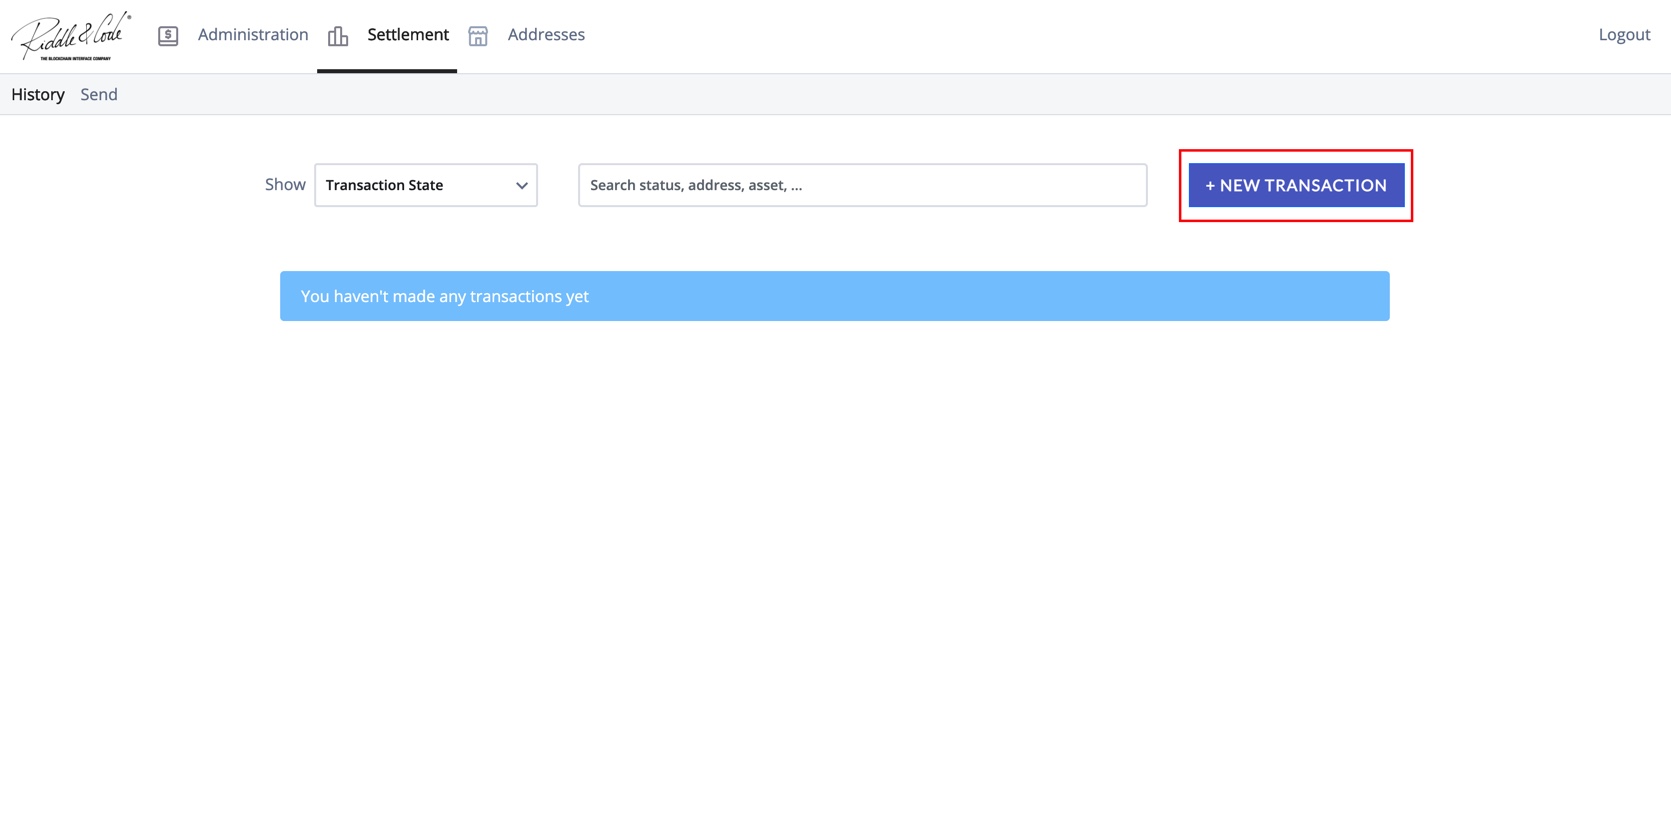 Riddle & Code®
THE BLOCKCHAIN INTERFACE COMPANY
$ Administration Settlement Addresses Logout
History Send
Show Transaction State Search status, address, asset, ... + NEW TRANSACTION
You haven't made any transactions yet